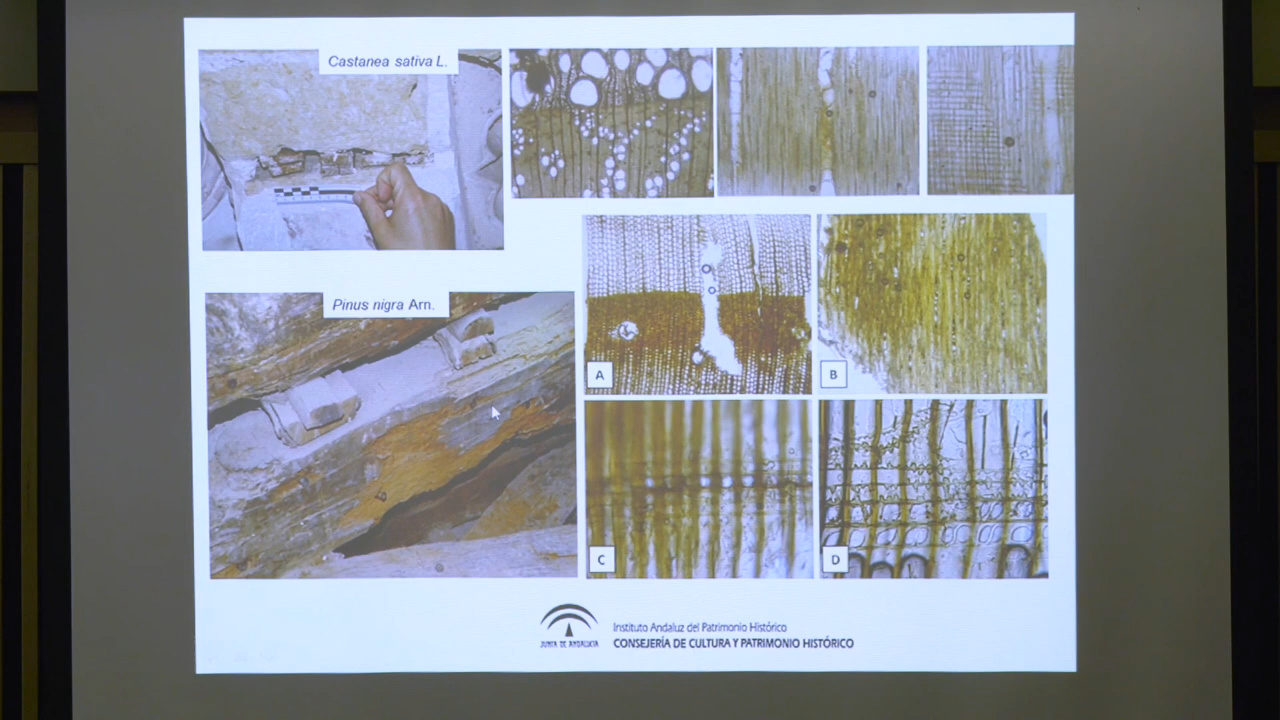 Castanea sativa L.
Pinus nigra Arn.
A
B
C
D
JUNTA DE ANDALUCIA
Instituto Andaluz del Patrimonio Histórico
CONSEJERÍA DE CULTURA Y PATRIMONIO HISTÓRICO